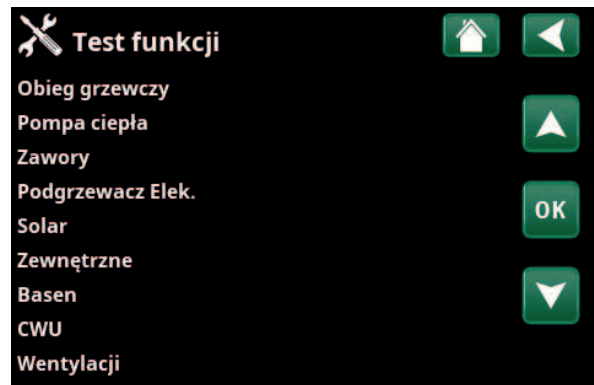 Test funkcji
Obieg grzewczy
Pompa ciepła
Zawory
Podgrzewacz Elek.
Solar
OK
Zewnętrzne
Basen
CWU
Wentylacji